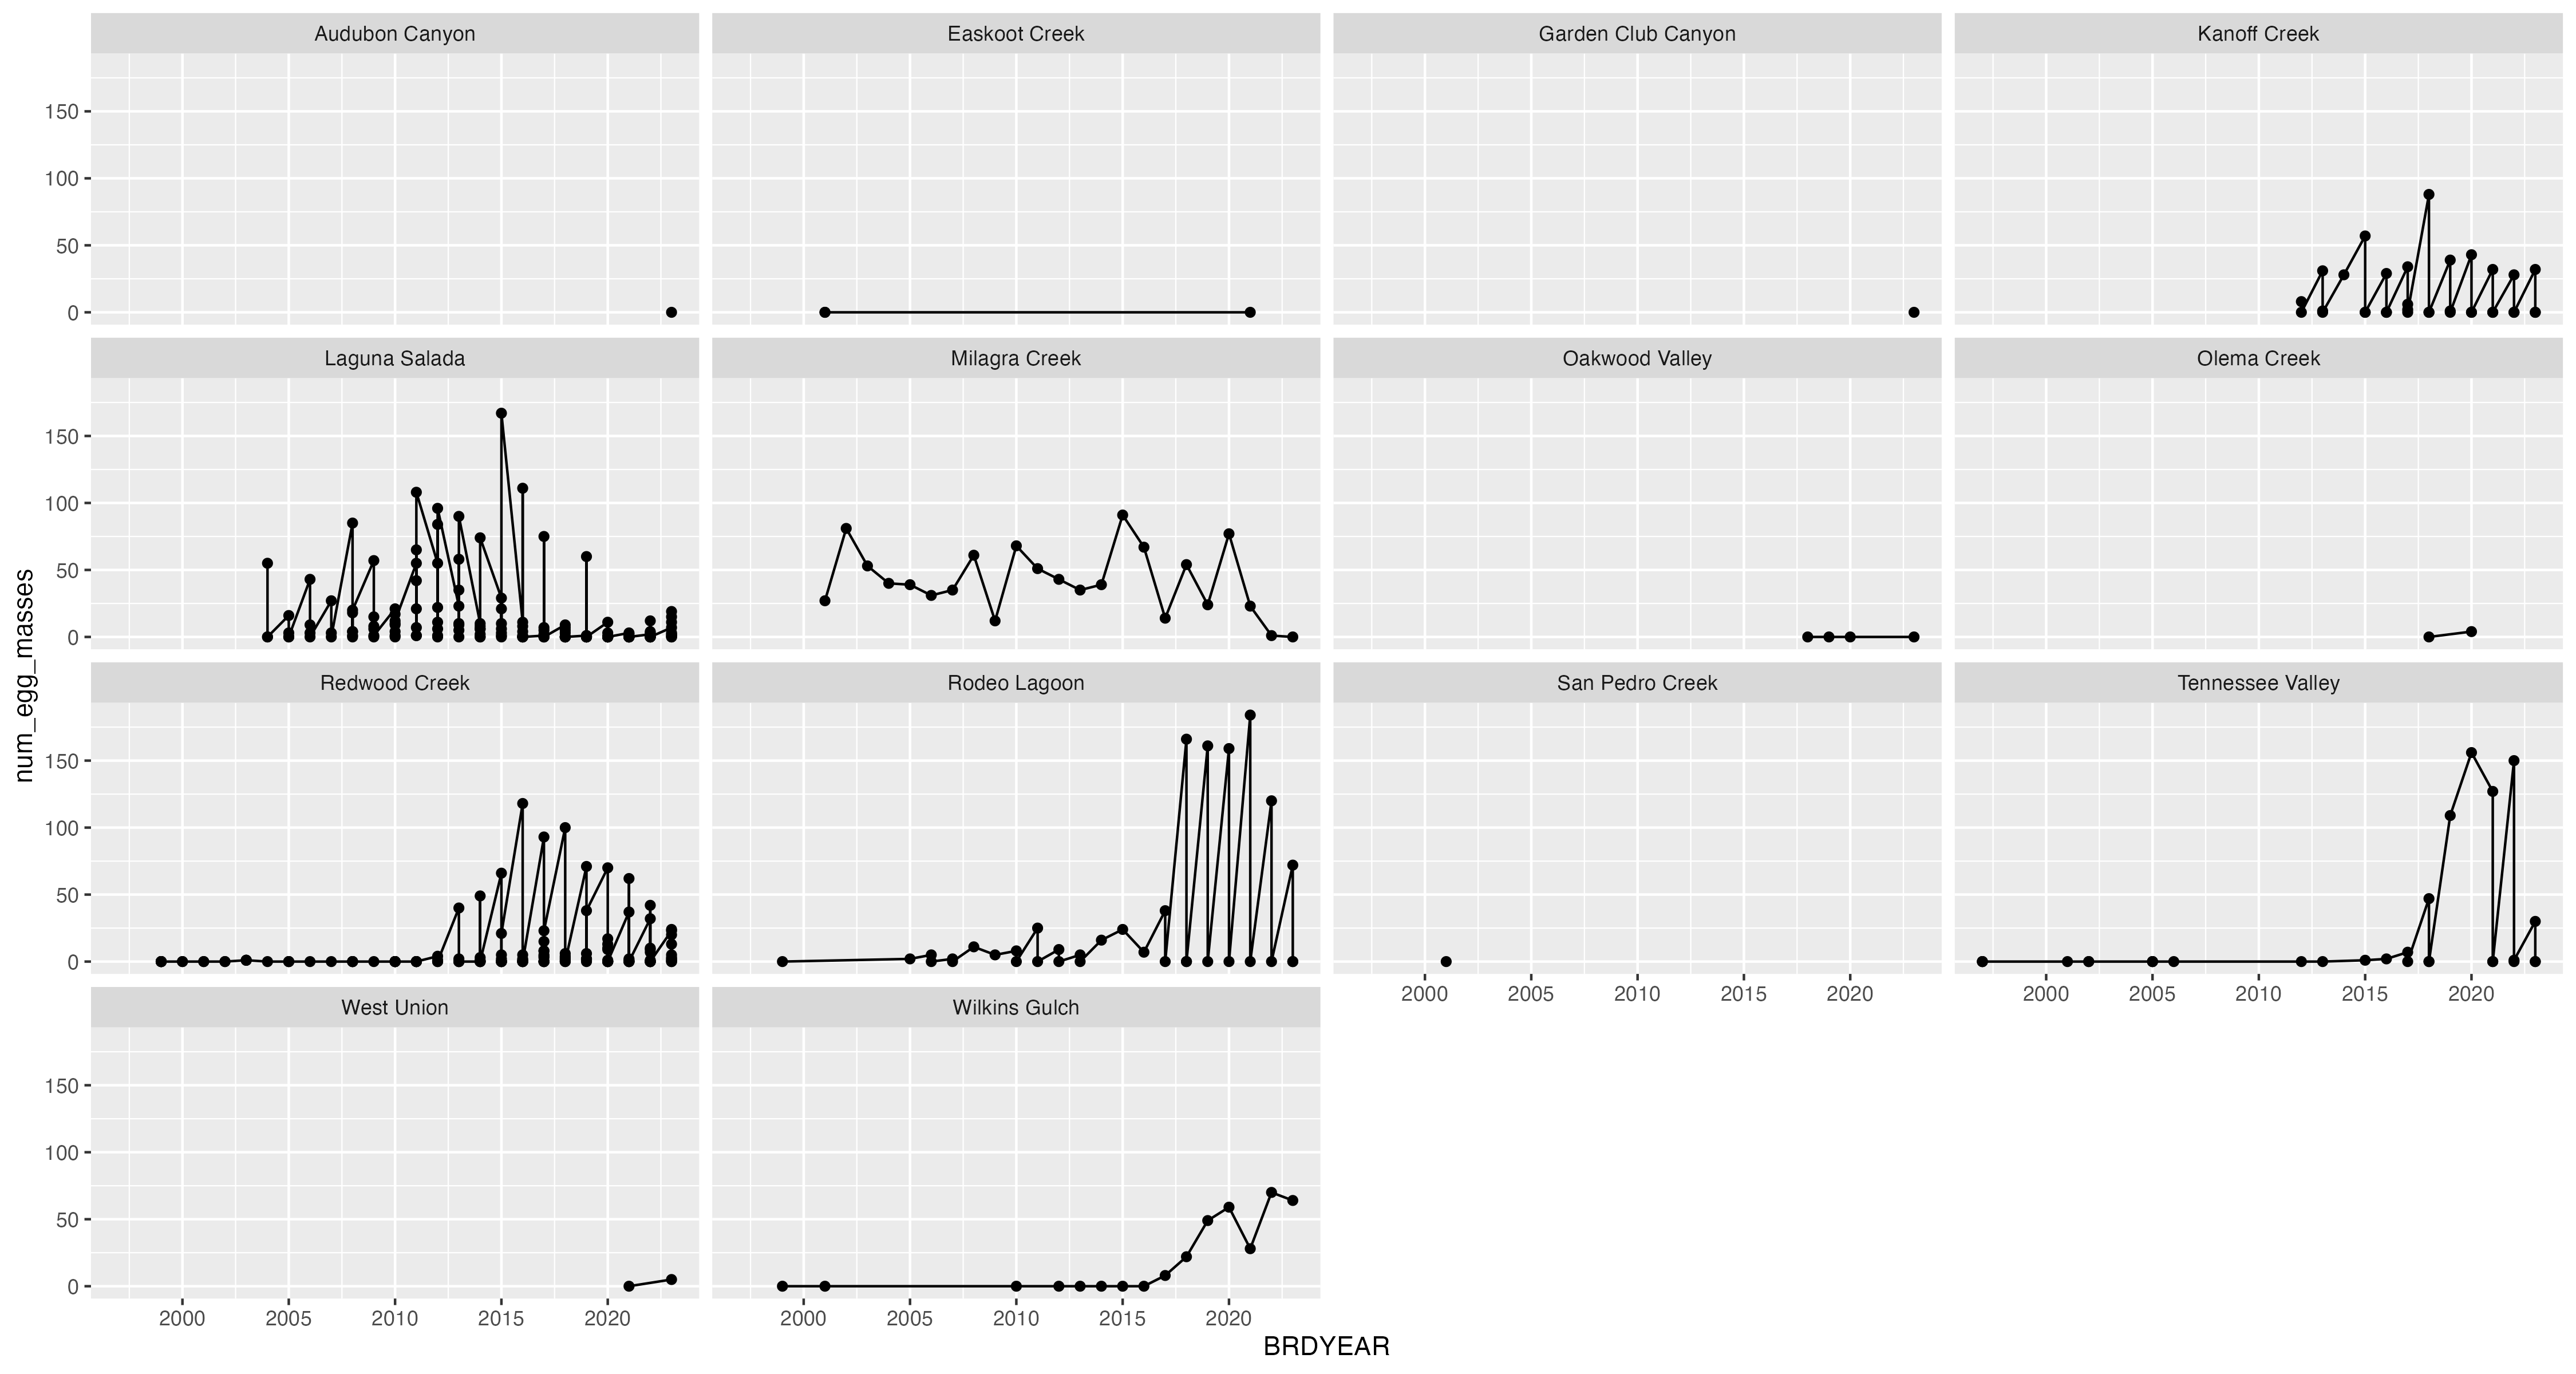 Audubon Canyon
Easkoot Creek
Garden Club Canyon
Kanoff Creek
150
100
50
0
Laguna Salada
Milagra Creek
Oakwood Valley
Olema Creek
150
100
50
0
num_egg_masses
Redwood Creek
Rodeo Lagoon
San Pedro Creek
Tennessee Valley
150
100
50
0
2000 2005 2010 2015 2020
2000 2005 2010 2015 2020
West Union
Wilkins Gulch
150
100
50
0
2000 2005 2010 2015 2020
2000 2005 2010 2015 2020
BRDYEAR